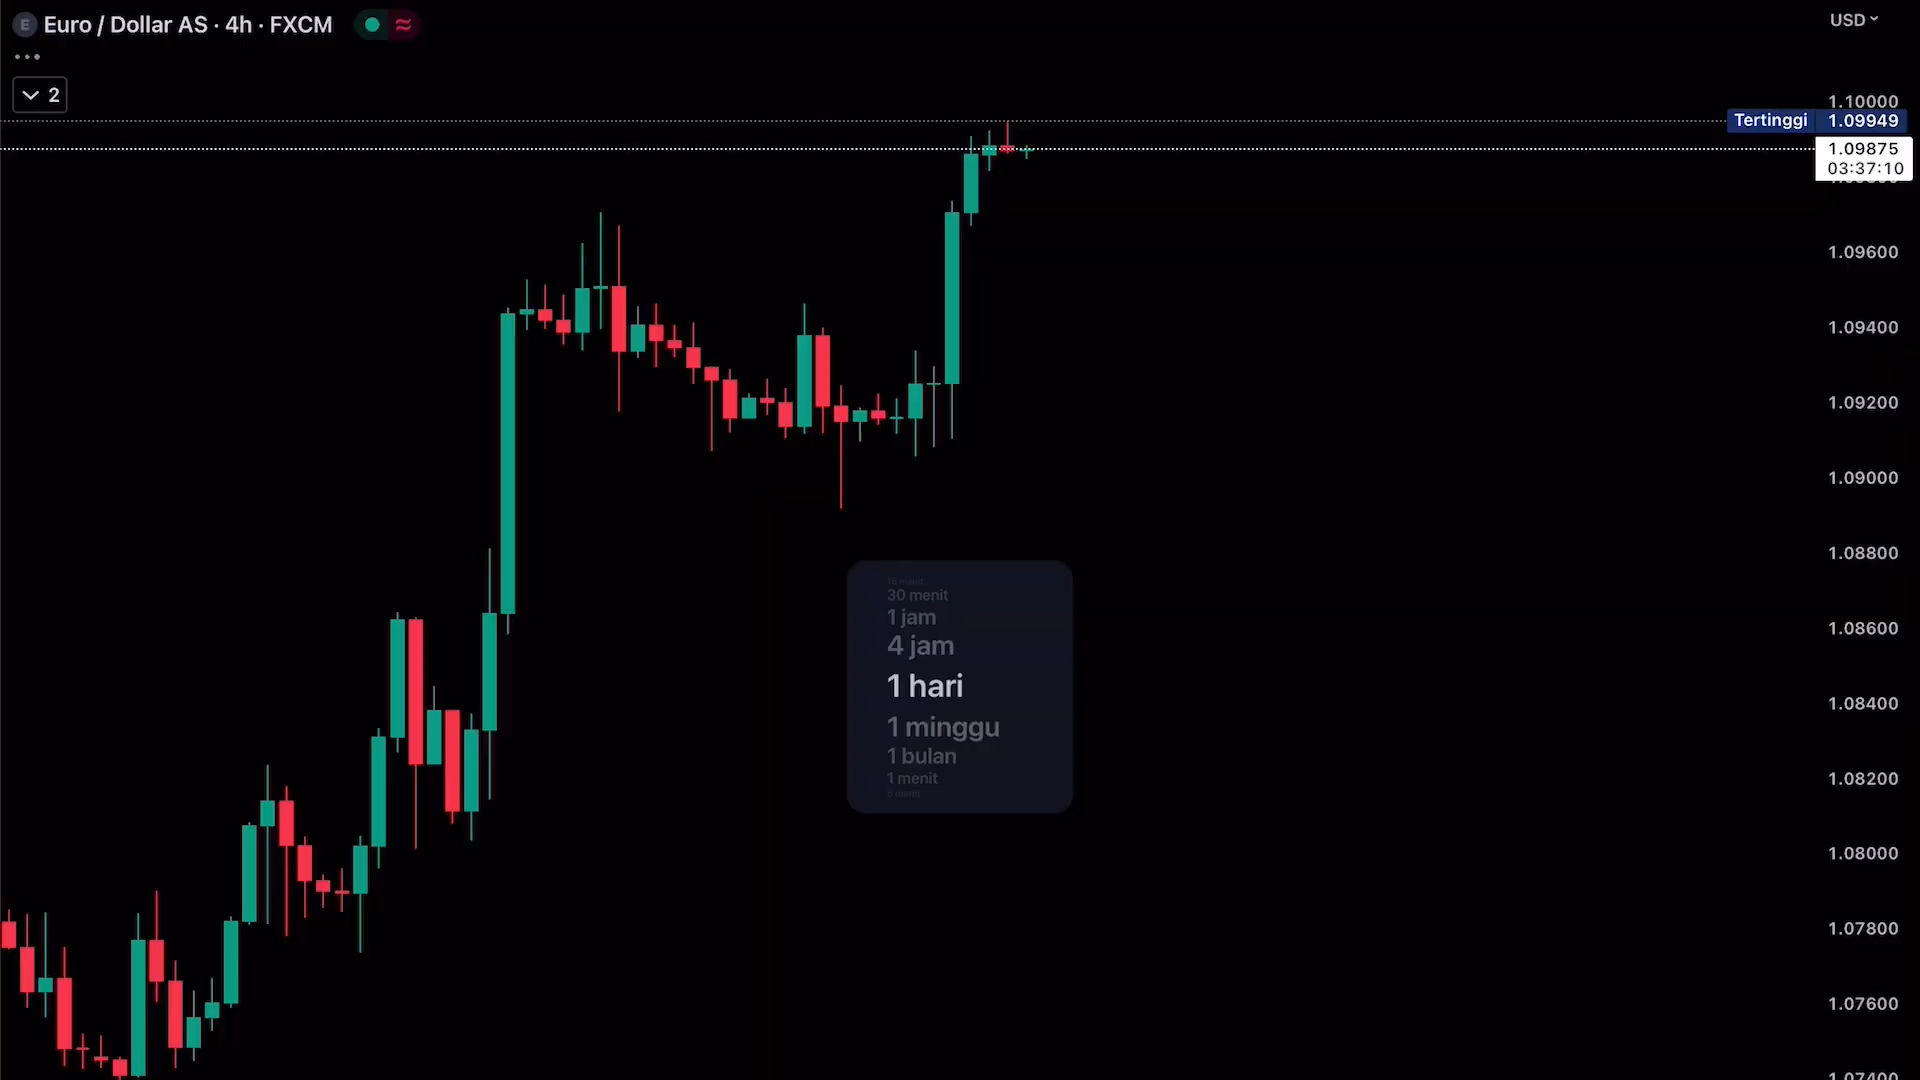 E Euro / Dollar AS · 4h · FXCM
USD
2
1.10000
Tertinggi 1.09949
1.09875
03:37:10
1.09600
1.09400
1.09200
1.09000
1.08800
1.08600
1.08400
1.08200
1.08000
1.07800
1.07600
30 menit
1 jam
4 jam
1 hari
1 minggu
1 bulan
1 menit